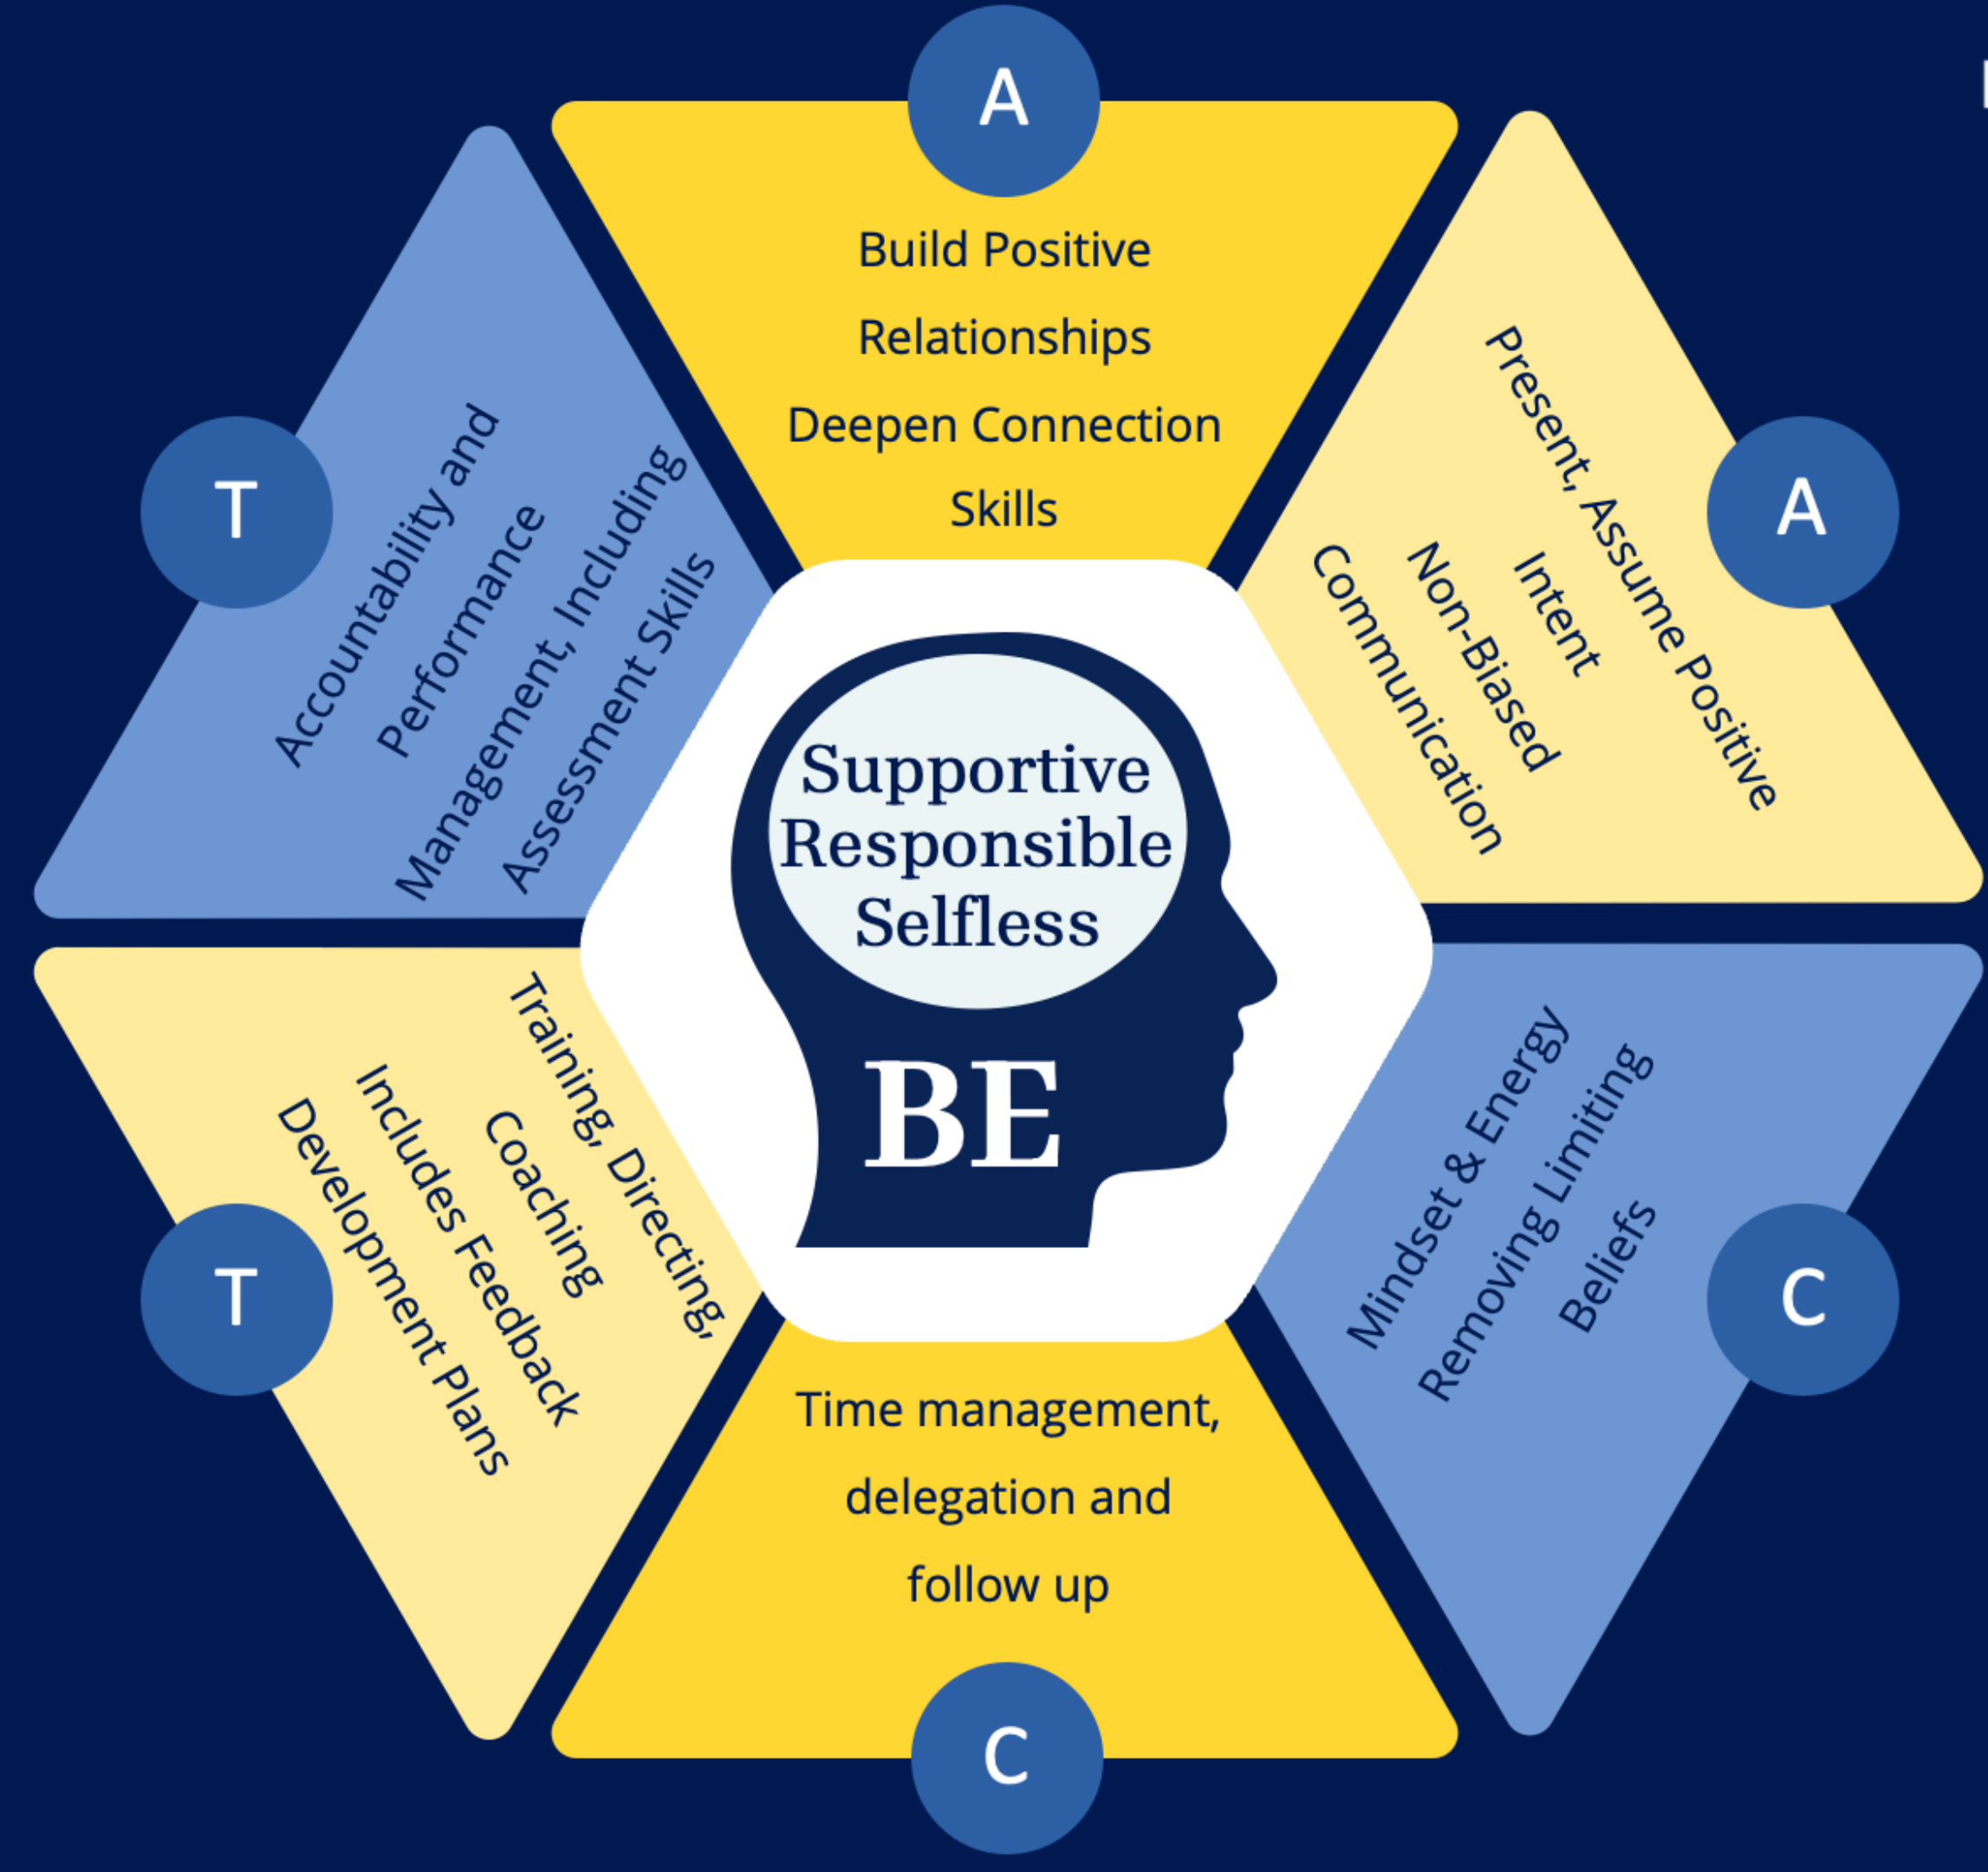 A
Build Positive
Relationships
Deepen Connection
Skills
A
Present, Assume Positive
Intent
Non-Biased
Communication
C
Mindset & Energy
Removing Limiting
Beliefs
C
Time management,
delegation and
follow up
T
Training, Directing,
Coaching
Includes Feedback
Development Plans
T
Accountability and
Performance
Management, Including
Assessment Skills
Supportive
Responsible
Selfless
BE